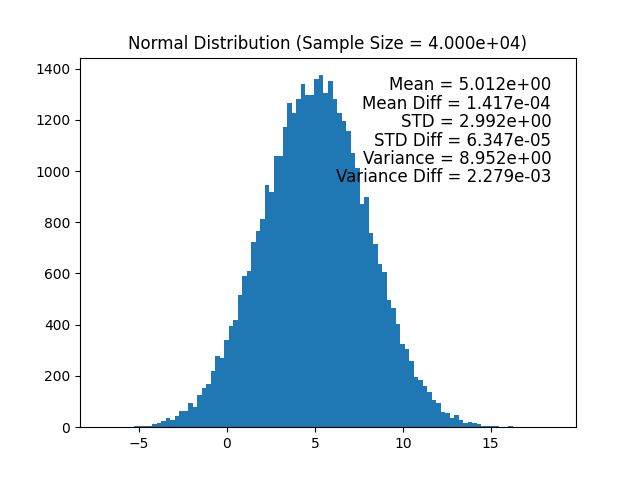 Normal Distribution (Sample Size = 4.000e+04)
Mean = 5.012e+00
Mean Diff = 1.417e-04
STD = 2.992e+00
STD Diff = 6.347e-05
Variance = 8.952e+00
Variance Diff = 2.279e-03
1400
1200
1000
800
600
400
200
0
−5 0 5 10 15